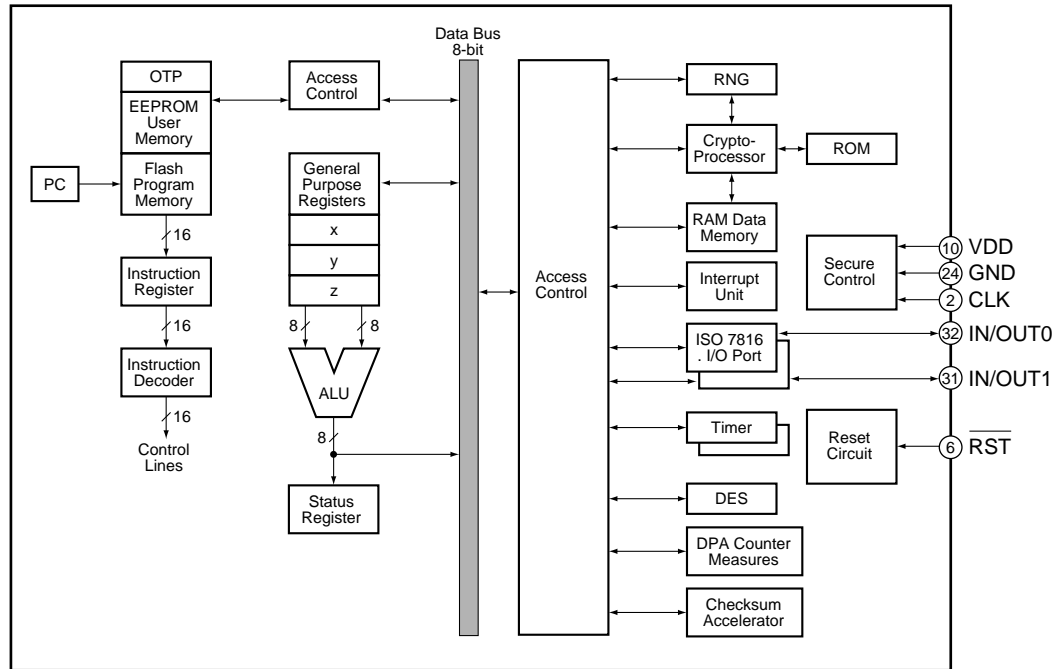 Data Bus
8-bit
OTP
EEPROM
User
Memory
Flash
Program
Memory
PC
16
Instruction
Register
16
Instruction
Decoder
16
Control
Lines
Access
Control
General
Purpose
Registers
x
y
z
8
8
ALU
8
Status
Register
Access
Control
RNG
Crypto-
Processor
ROM
RAM Data
Memory
Interrupt
Unit
ISO 7816
. I/O Port
Timer
DES
DPA Counter
Measures
Checksum
Accelerator
Secure
Control
Reset
Circuit
10 VDD
24 GND
2 CLK
32 IN/OUT0
31 IN/OUT1
6 R̅S̅T̅